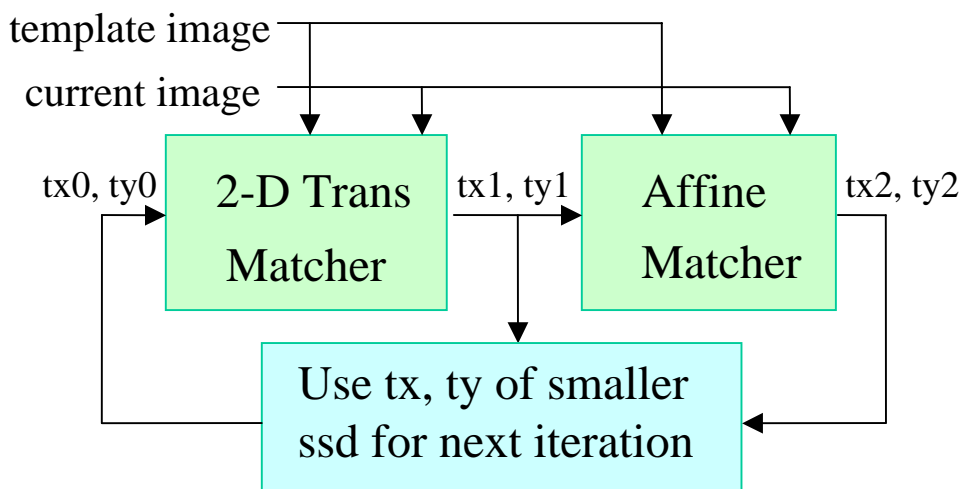 template image
current image
tx0, ty0
2-D Trans
Matcher
tx1, ty1
Affine
Matcher
tx2, ty2
Use tx, ty of smaller
ssd for next iteration